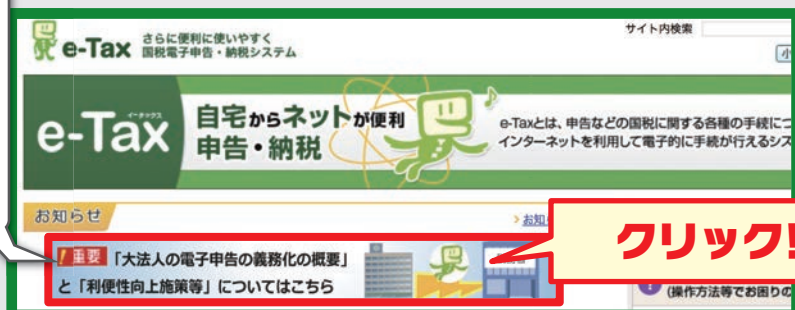 e-Tax
さらに便利に使いやすく
国税電子申告・納税システム
サイト内検索
小
イータックス
e-Tax
自宅からネットが便利
申告・納税
e-Taxとは、申告などの国税に関する各種の手続につ
インターネットを利用して電子的に手続が行えるシス
お知らせ
> お知
!重要 「大法人の電子申告の義務化の概要」
と「利便性向上施策等」についてはこちら
クリック!
(操作方法等でお困りの